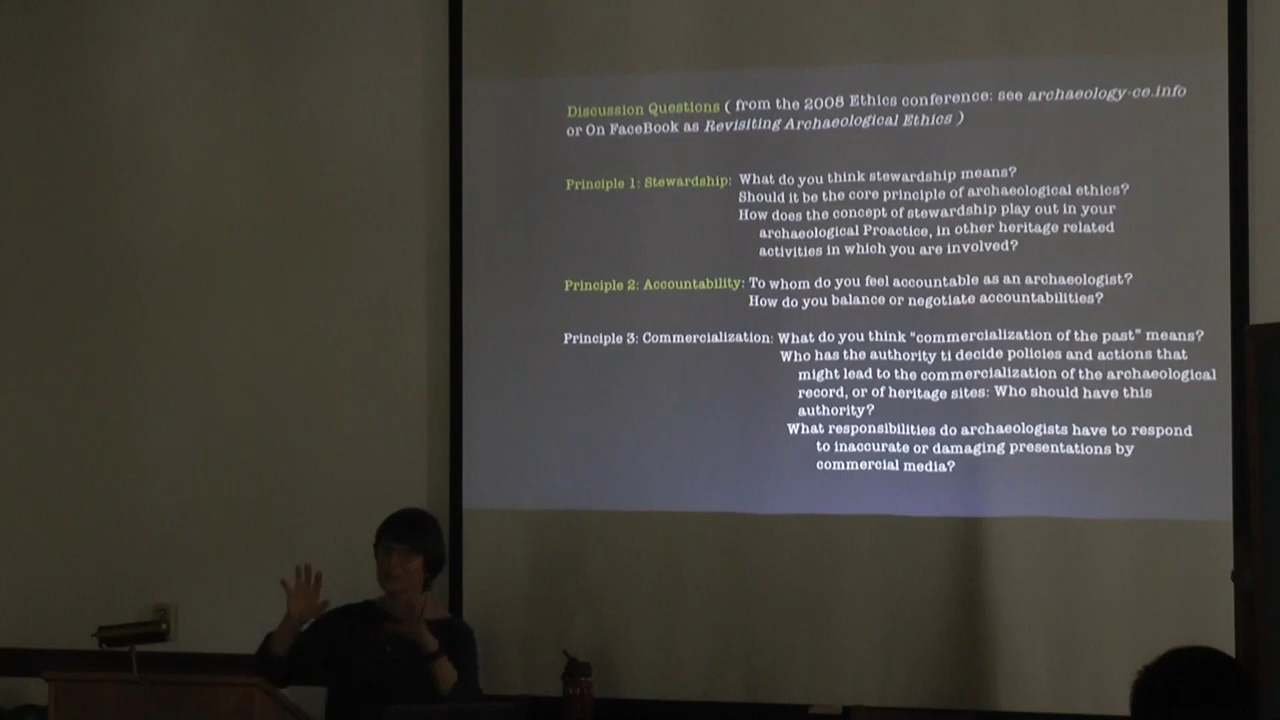 Discussion Questions ( from the 2008 Ethics conference: see archaeology-ce.info
or On FaceBook as Revisiting Archaeological Ethics )
Principle 1: Stewardship: What do you think stewardship means?
Should it be the core principle of archaeological ethics?
How does the concept of stewardship play out in your
archaeological Proactice, in other heritage related
activities in which you are involved?
Principle 2: Accountability: To whom do you feel accountable as an archaeologist?
How do you balance or negotiate accountabilities?
Principle 3: Commercialization: What do you think "commercialization of the past" means?
Who has the authority ti decide policies and actions that
might lead to the commercialization of the archaeological
record, or of heritage sites: Who should have this
authority?
What responsibilities do archaeologists have to respond
to inaccurate or damaging presentations by
commercial media?